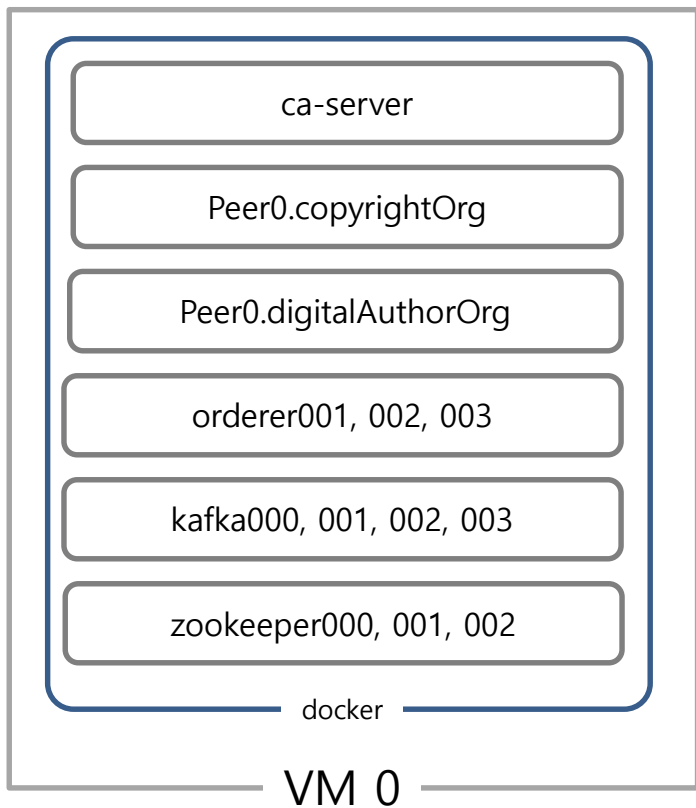 ca-server
Peer0.copyrightOrg
Peer0.digitalAuthorOrg
orderer001, 002, 003
kafka000, 001, 002, 003
zookeeper000, 001, 002
docker
VM 0